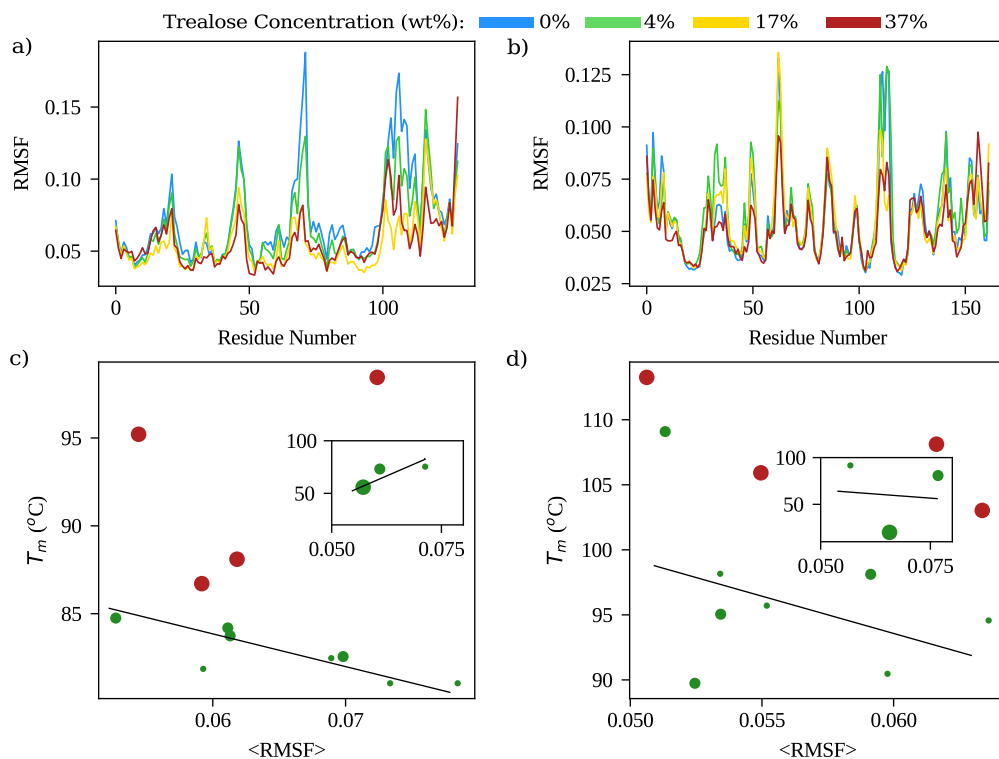 Trealose Concentration (wt%): 0% 4% 17% 37%
a) b)
0.15
0.10
0.05
RMSF
0 50 100
Residue Number
0.125
0.100
0.075
0.050
0.025
RMSF
0 50 100 150
Residue Number
c) d)
95
90
85
Tm (°C)
0.06 0.07
<RMSF>
100
50
0.050 0.075
110
105
100
95
90
Tm (°C)
0.050 0.055 0.060
<RMSF>
100
50
0.050 0.075